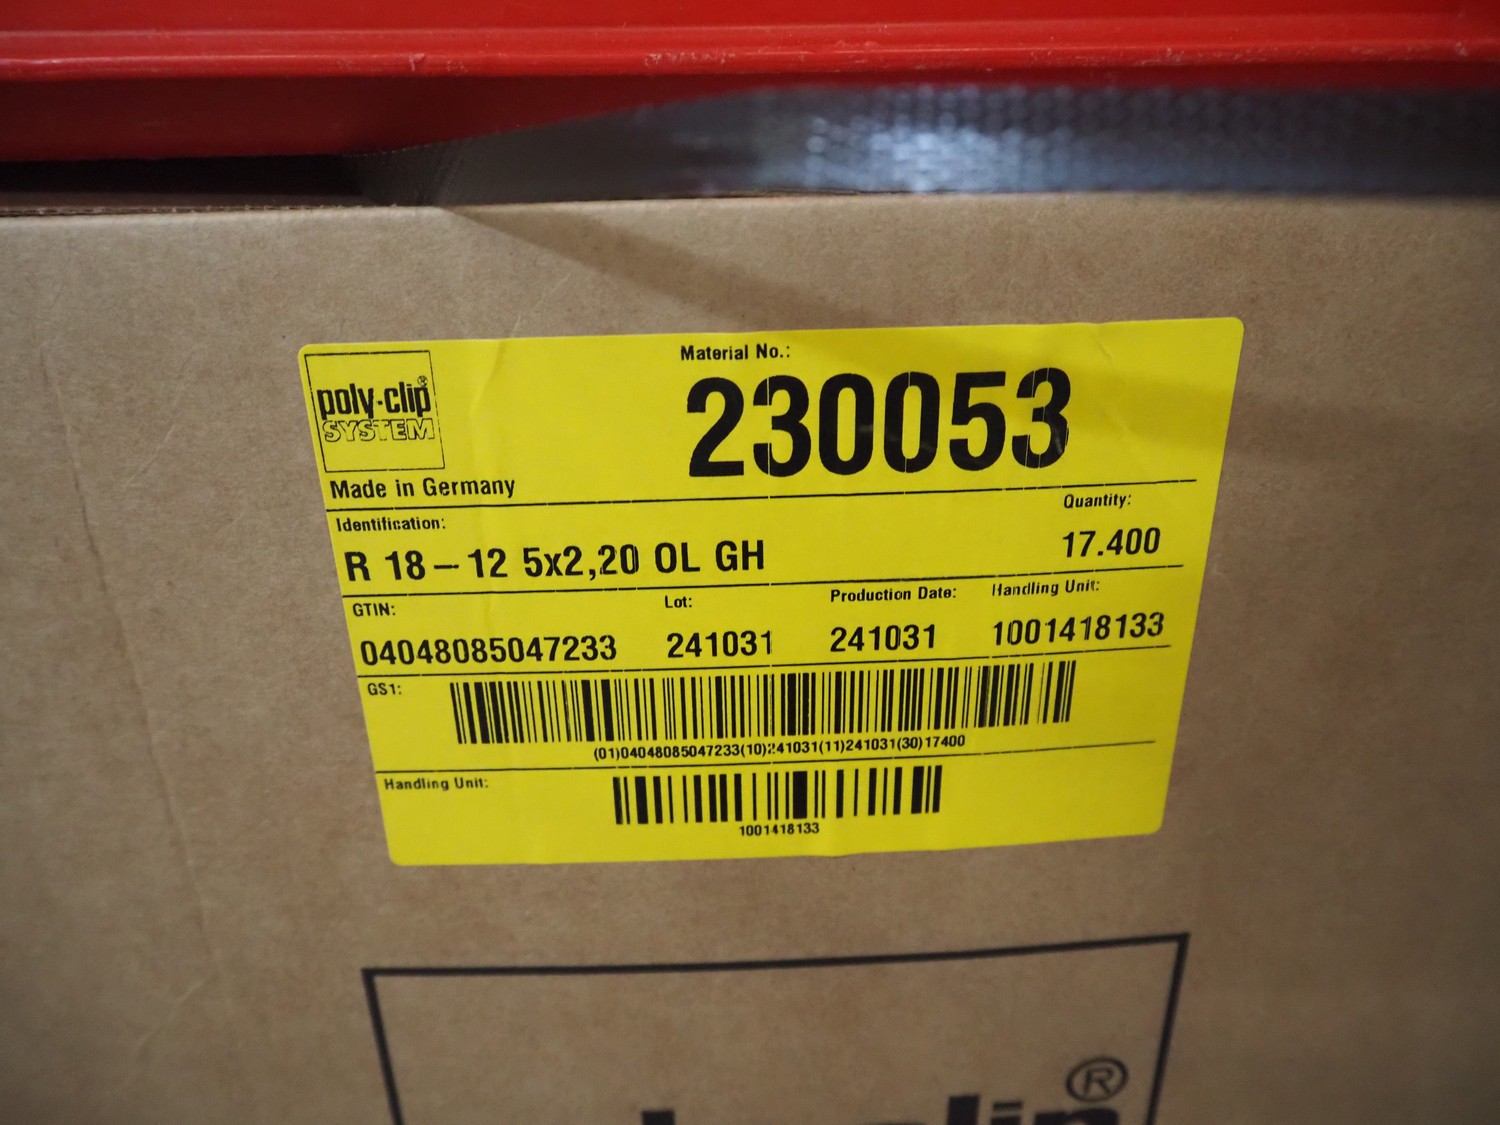 poly-clip®
SYSTEM
Material No.:
230053
Made in Germany
Identification:
Quantity:
R 18 – 12 5x2,20 OL GH
17.400
GTIN:
Lot:
Production Date:
Handling Unit:
04048085047233
241031
241031
1001418133
GS1:
(01)04048085047233(10)241031(11)241031(30)17400
Handling Unit:
1001418133
®